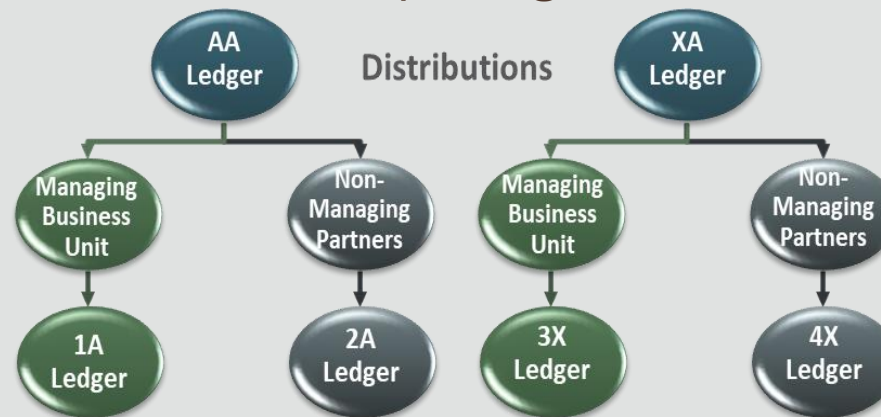 AA
Ledger
Distributions
XA
Ledger
Managing
Business
Unit
Non-
Managing
Partners
Managing
Business
Unit
Non-
Managing
Partners
1A
Ledger
2A
Ledger
3X
Ledger
4X
Ledger